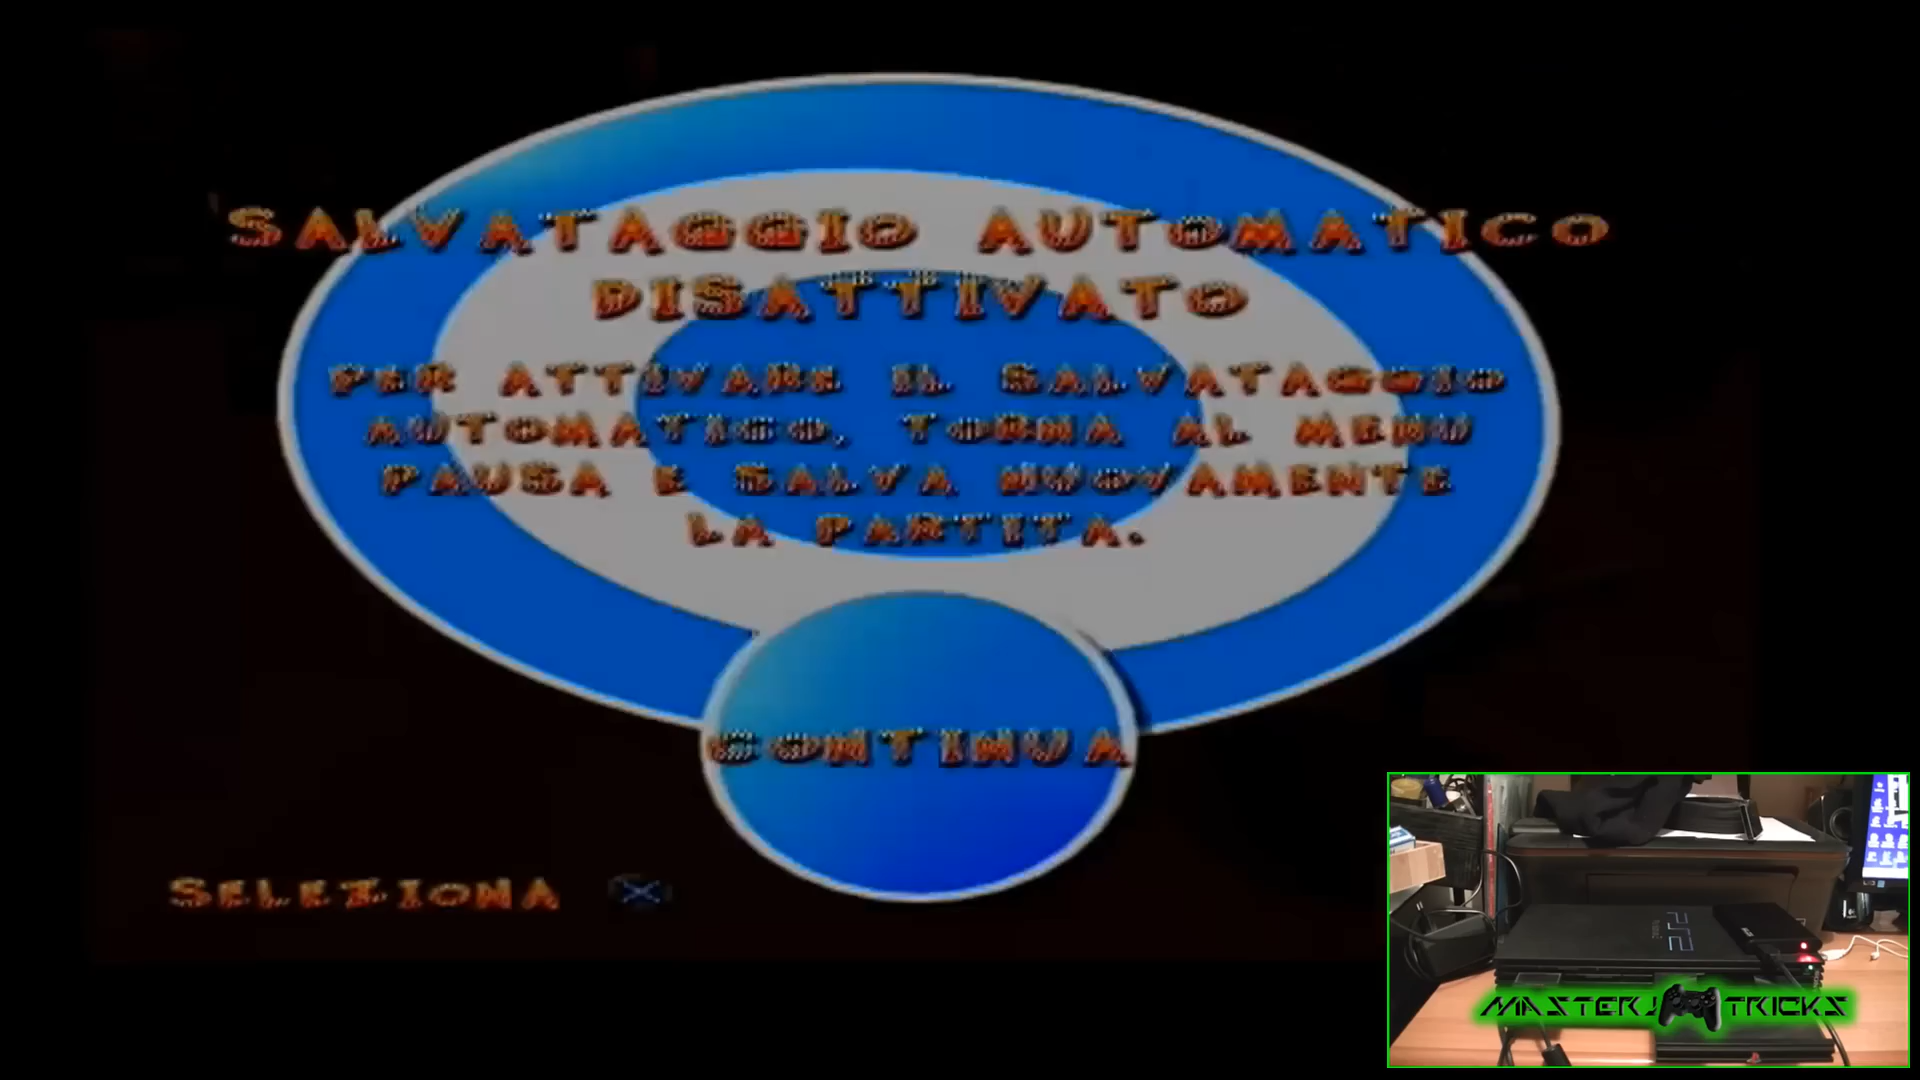 SALVATAGGIO AUTOMATICO
DISATTIVATO
PER ATTIVARE IL SALVATAGGIO
AUTOMATICO, TORNA AL MENU
PAUSA E SALVA NUOVAMENTE
LA PARTITA.
CONTINUA
SELEZIONA
PS2
MASTERJ TRICKS